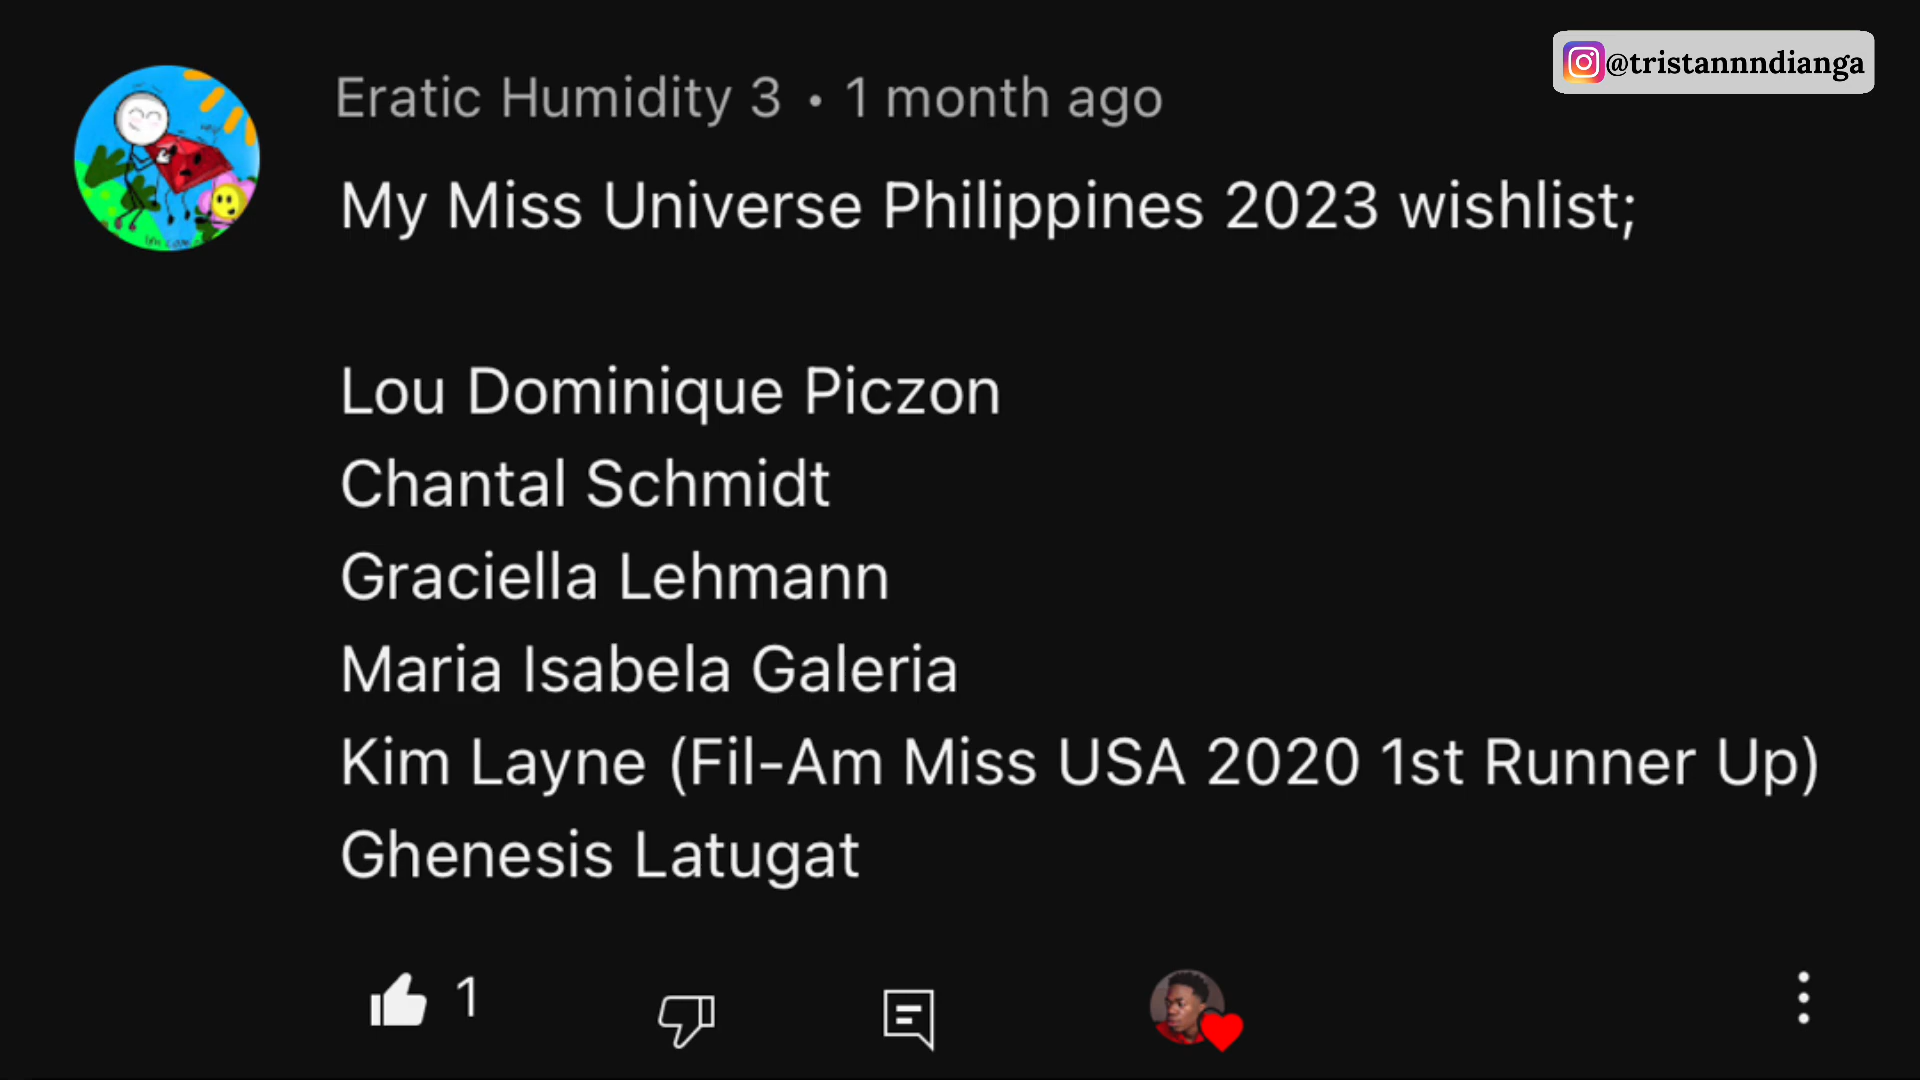 @tristannndianga
Eratic Humidity 3 • 1 month ago
My Miss Universe Philippines 2023 wishlist;
Lou Dominique Piczon
Chantal Schmidt
Graciella Lehmann
Maria Isabela Galeria
Kim Layne (Fil-Am Miss USA 2020 1st Runner Up)
Ghenesis Latugat
1